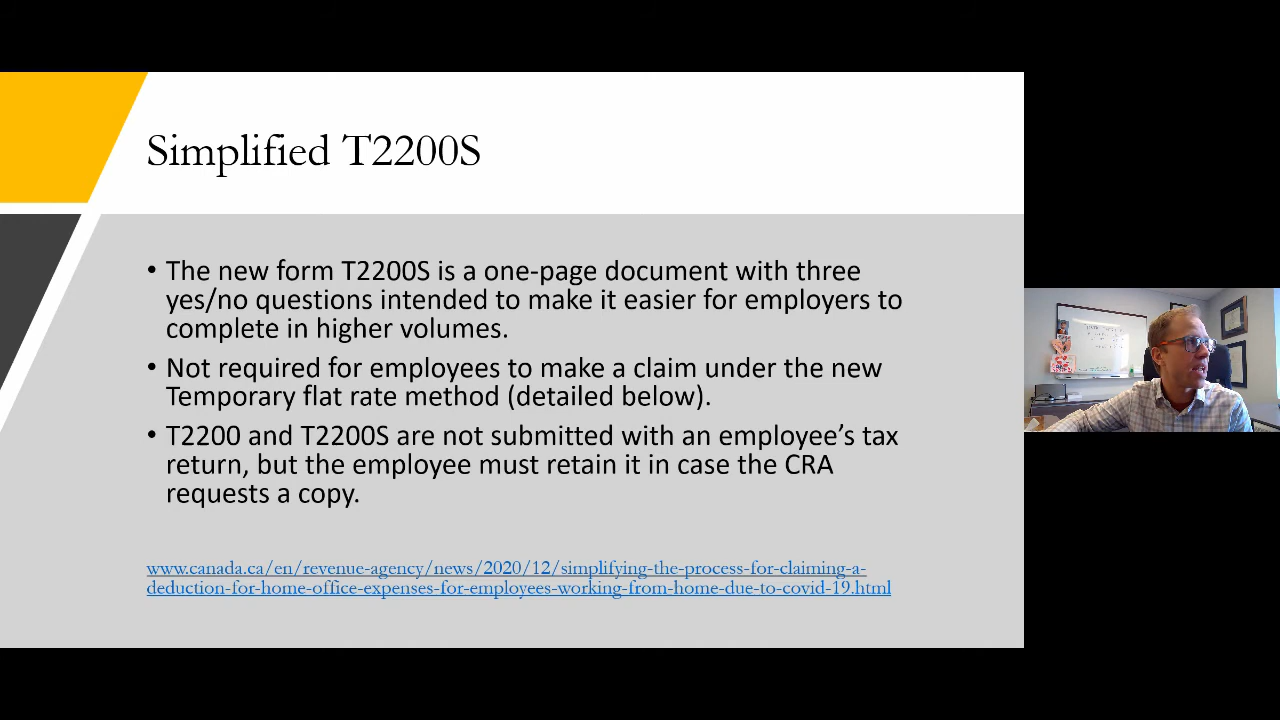 Simplified T2200S
• The new form T2200S is a one-page document with three
yes/no questions intended to make it easier for employers to
complete in higher volumes.
• Not required for employees to make a claim under the new
Temporary flat rate method (detailed below).
• T2200 and T2200S are not submitted with an employee’s tax
return, but the employee must retain it in case the CRA
requests a copy.
www.canada.ca/en/revenue-agency/news/2020/12/simplifying-the-process-for-claiming-a-
deduction-for-home-office-expenses-for-employees-working-from-home-due-to-covid-19.html